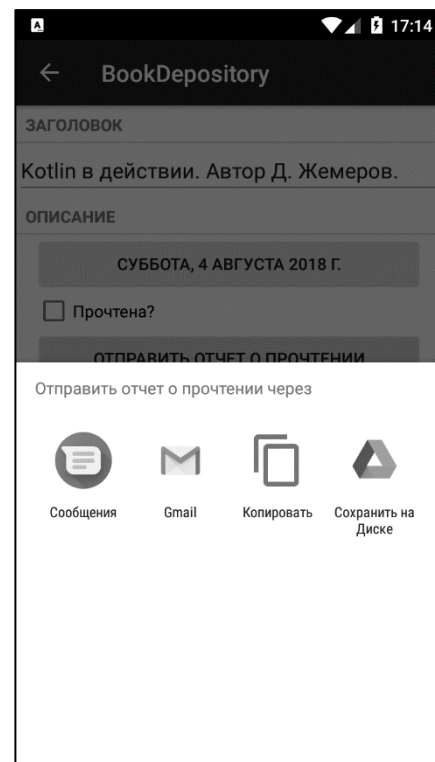 17:14
BookDepository
ЗАГОЛОВОК
Kotlin в действии. Автор Д. Жемеров.
ОПИСАНИЕ
СУББОТА, 4 АВГУСТА 2018 Г.
Прочтена?
ОТПРАВИТЬ ОТЧЕТ О ПРОЧТЕНИИ
Отправить отчет о прочтении через
Сообщения Gmail Копировать Сохранить на
Диске